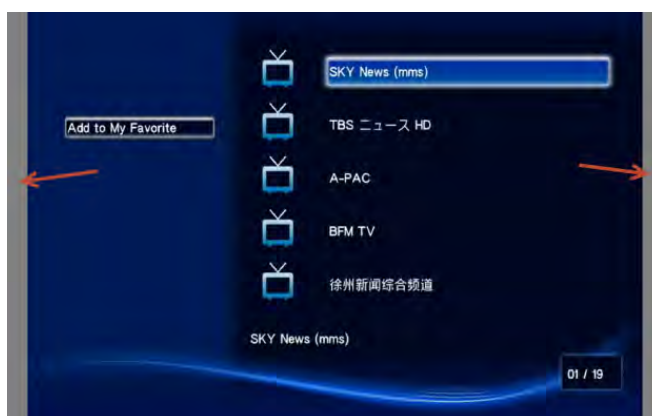 SKY News (mms)
Add to My Favorite
TBS ニュース HD
A-PAC
BFM TV
徐州新闻综合频道
SKY News (mms)
01 / 19